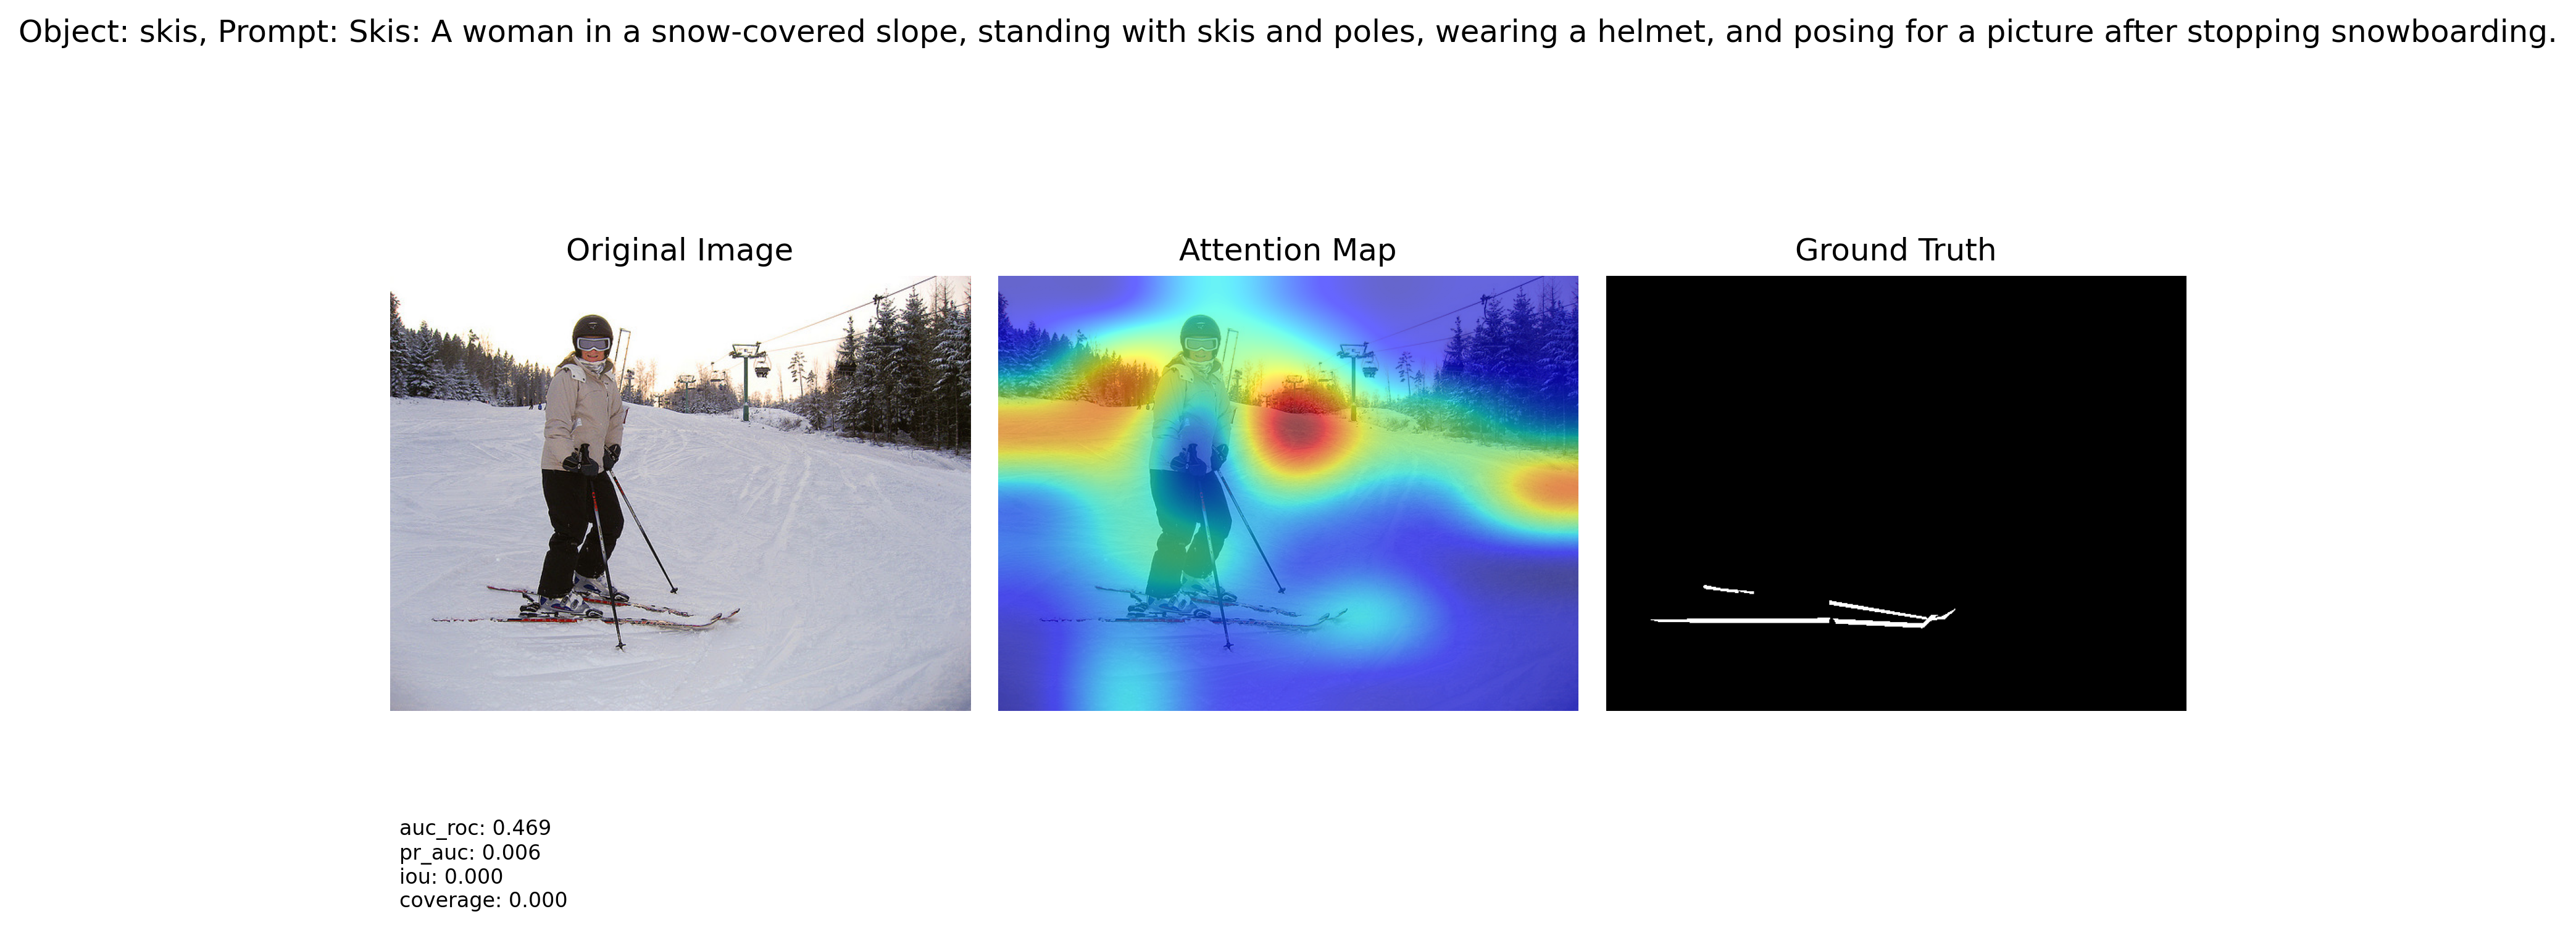 Object: skis, Prompt: Skis: A woman in a snow-covered slope, standing with skis and poles, wearing a helmet, and posing for a picture after stopping snowboarding.
Original Image
Attention Map
Ground Truth
auc_roc: 0.469
pr_auc: 0.006
iou: 0.000
coverage: 0.000